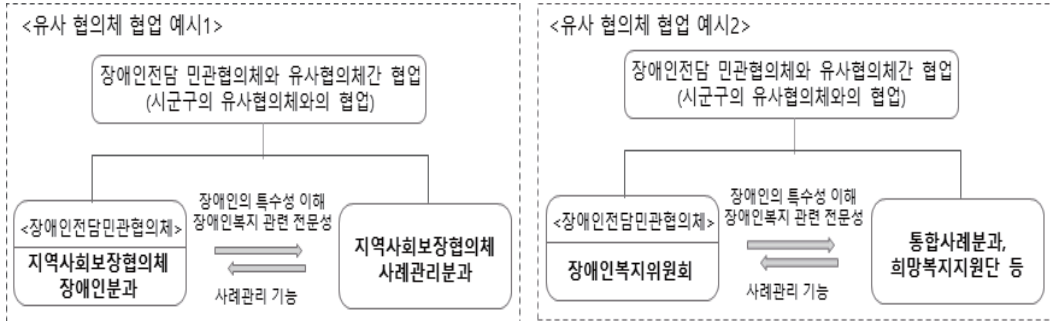 <유사 협의체 협업 예시1>
장애인전담 민관협의체와 유사협의체간 협업
(시군구의 유사협의체와의 협업)
<장애인전담민관협의체>
지역사회보장협의체
장애인분과
장애인의 특수성 이해
장애인복지 관련 전문성
사례관리 기능
지역사회보장협의체
사례관리분과
<유사 협의체 협업 예시2>
장애인전담 민관협의체와 유사협의체간 협업
(시군구의 유사협의체와의 협업)
<장애인전담민관협의체>
장애인복지위원회
장애인의 특수성 이해
장애인복지 관련 전문성
사례관리 기능
통합사례분과,
희망복지지원단 등